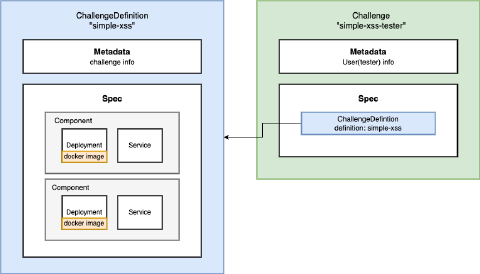 ChallengeDefinition
"simple-xss"
Metadata
challenge info
Spec
Component
Deployment
docker image
Service
Component
Deployment
docker image
Service
Challenge
"simple-xss-tester"
Metadata
User(tester) info
Spec
ChallengeDefintion
definition: simple-xss